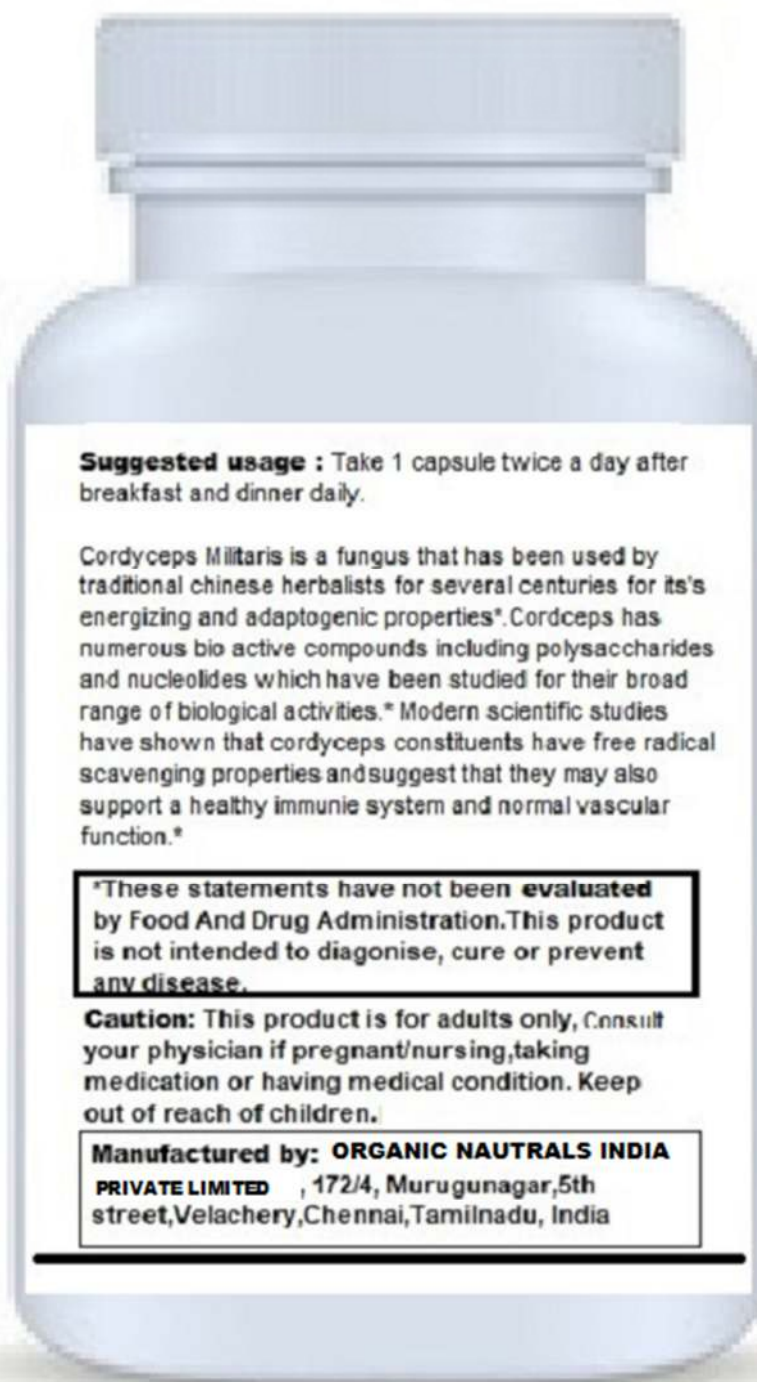 Suggested usage : Take 1 capsule twice a day after
breakfast and dinner daily.
Cordyceps Militaris is a fungus that has been used by
traditional chinese herbalists for several centuries for its's
energizing and adaptogenic properties*.Cordceps has
numerous bio active compounds including polysaccharides
and nucleolides which have been studied for their broad
range of biological activities.* Modern scientific studies
have shown that cordyceps constituents have free radical
scavenging properties andsuggest that they may also
support a healthy immunie system and normal vascular
function.*
*These statements have not been evaluated
by Food And Drug Administration.This product
is not intended to diagonise, cure or prevent
any disease.
Caution: This product is for adults only, Consult
your physician if pregnant/nursing,taking
medication or having medical condition. Keep
out of reach of children.
Manufactured by: ORGANIC NAUTRALS INDIA
PRIVATE LIMITED , 172/4, Murugunagar,5th
street,Velachery,Chennai,Tamilnadu, India